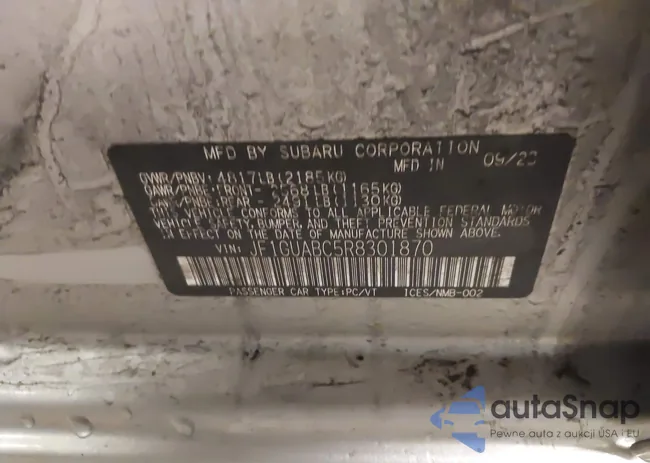 MFD BY SUBARU CORPORATION
MFD IN 09/23
GVWR/PNBV: 4817LB(2185KG)
GAWR/PNBE:FRONT- 2568LB(1165KG)
GAWR/PNBE:REAR - 2491LB(1130KG)
THIS VEHICLE CONFORMS TO ALL APPLICABLE FEDERAL MOTOR
VEHICLE SAFETY, BUMPER, AND THEFT PREVENTION STANDARDS
IN EFFECT ON THE DATE OF MANUFACTURE SHOWN ABOVE.
VIN: JF1GUABC5R8301870
PASSENGER CAR TYPE:PC/VT ICES/NMB-002
autaSnap
Pewne auta z aukcji USA i EU